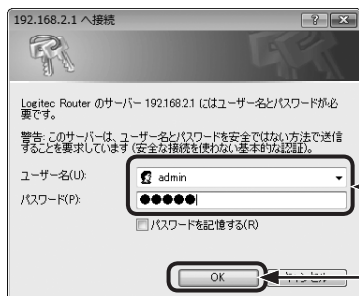 192.168.2.1 へ接続
Logitec Router のサーバー 192.168.2.1 にはユーザー名とパスワードが必
要です。
警告: このサーバーは、ユーザー名とパスワードを安全ではない方法で送信
することを要求しています (安全な接続を使わない基本的な認証)。
ユーザー名(U):
admin
パスワード(P):
●●●●●
パスワードを記憶する(R)
OK
キャンセル